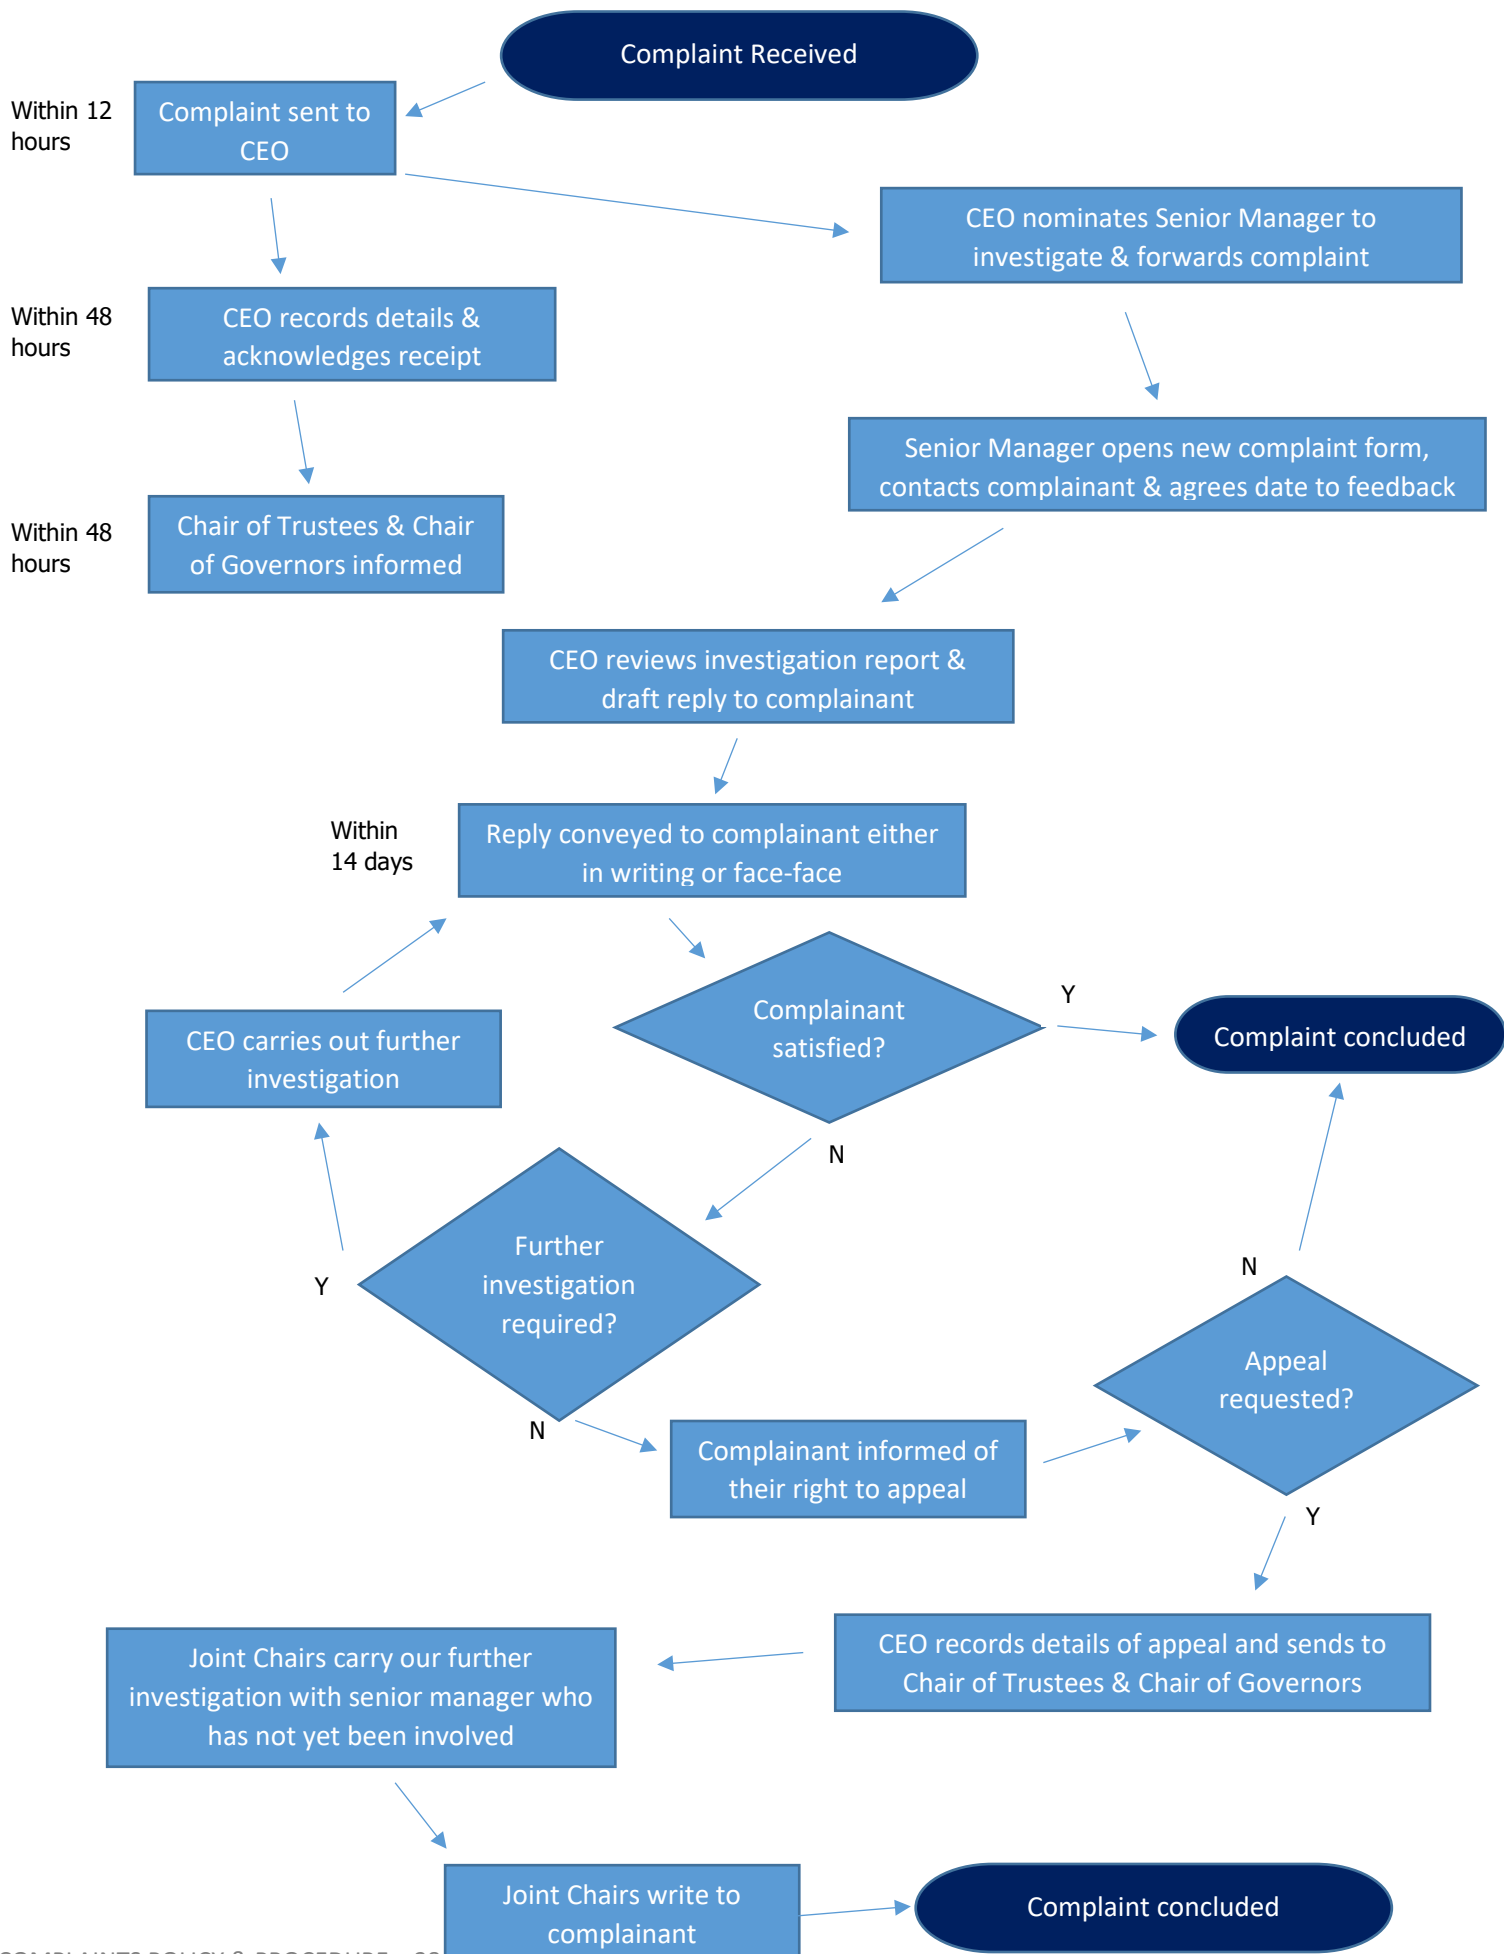 Complaint Received
Within 12
hours
Complaint sent to
CEO
CEO nominates Senior Manager to
investigate & forwards complaint
Within 48
hours
CEO records details &
acknowledges receipt
Senior Manager opens new complaint form,
contacts complainant & agrees date to feedback
Within 48
hours
Chair of Trustees & Chair
of Governors informed
CEO reviews investigation report &
draft reply to complainant
Within
14 days
Reply conveyed to complainant either
in writing or face-face
Complainant
satisfied?
Y
Complaint concluded
CEO carries out further
investigation
N
Further
investigation
required?
Y
N
N
Appeal
requested?
Complainant informed of
their right to appeal
Y
CEO records details of appeal and sends to
Chair of Trustees & Chair of Governors
Joint Chairs carry our further
investigation with senior manager who
has not yet been involved
Joint Chairs write to
complainant
Complaint concluded
COMPLAINTS POLICY & PROCEDURE